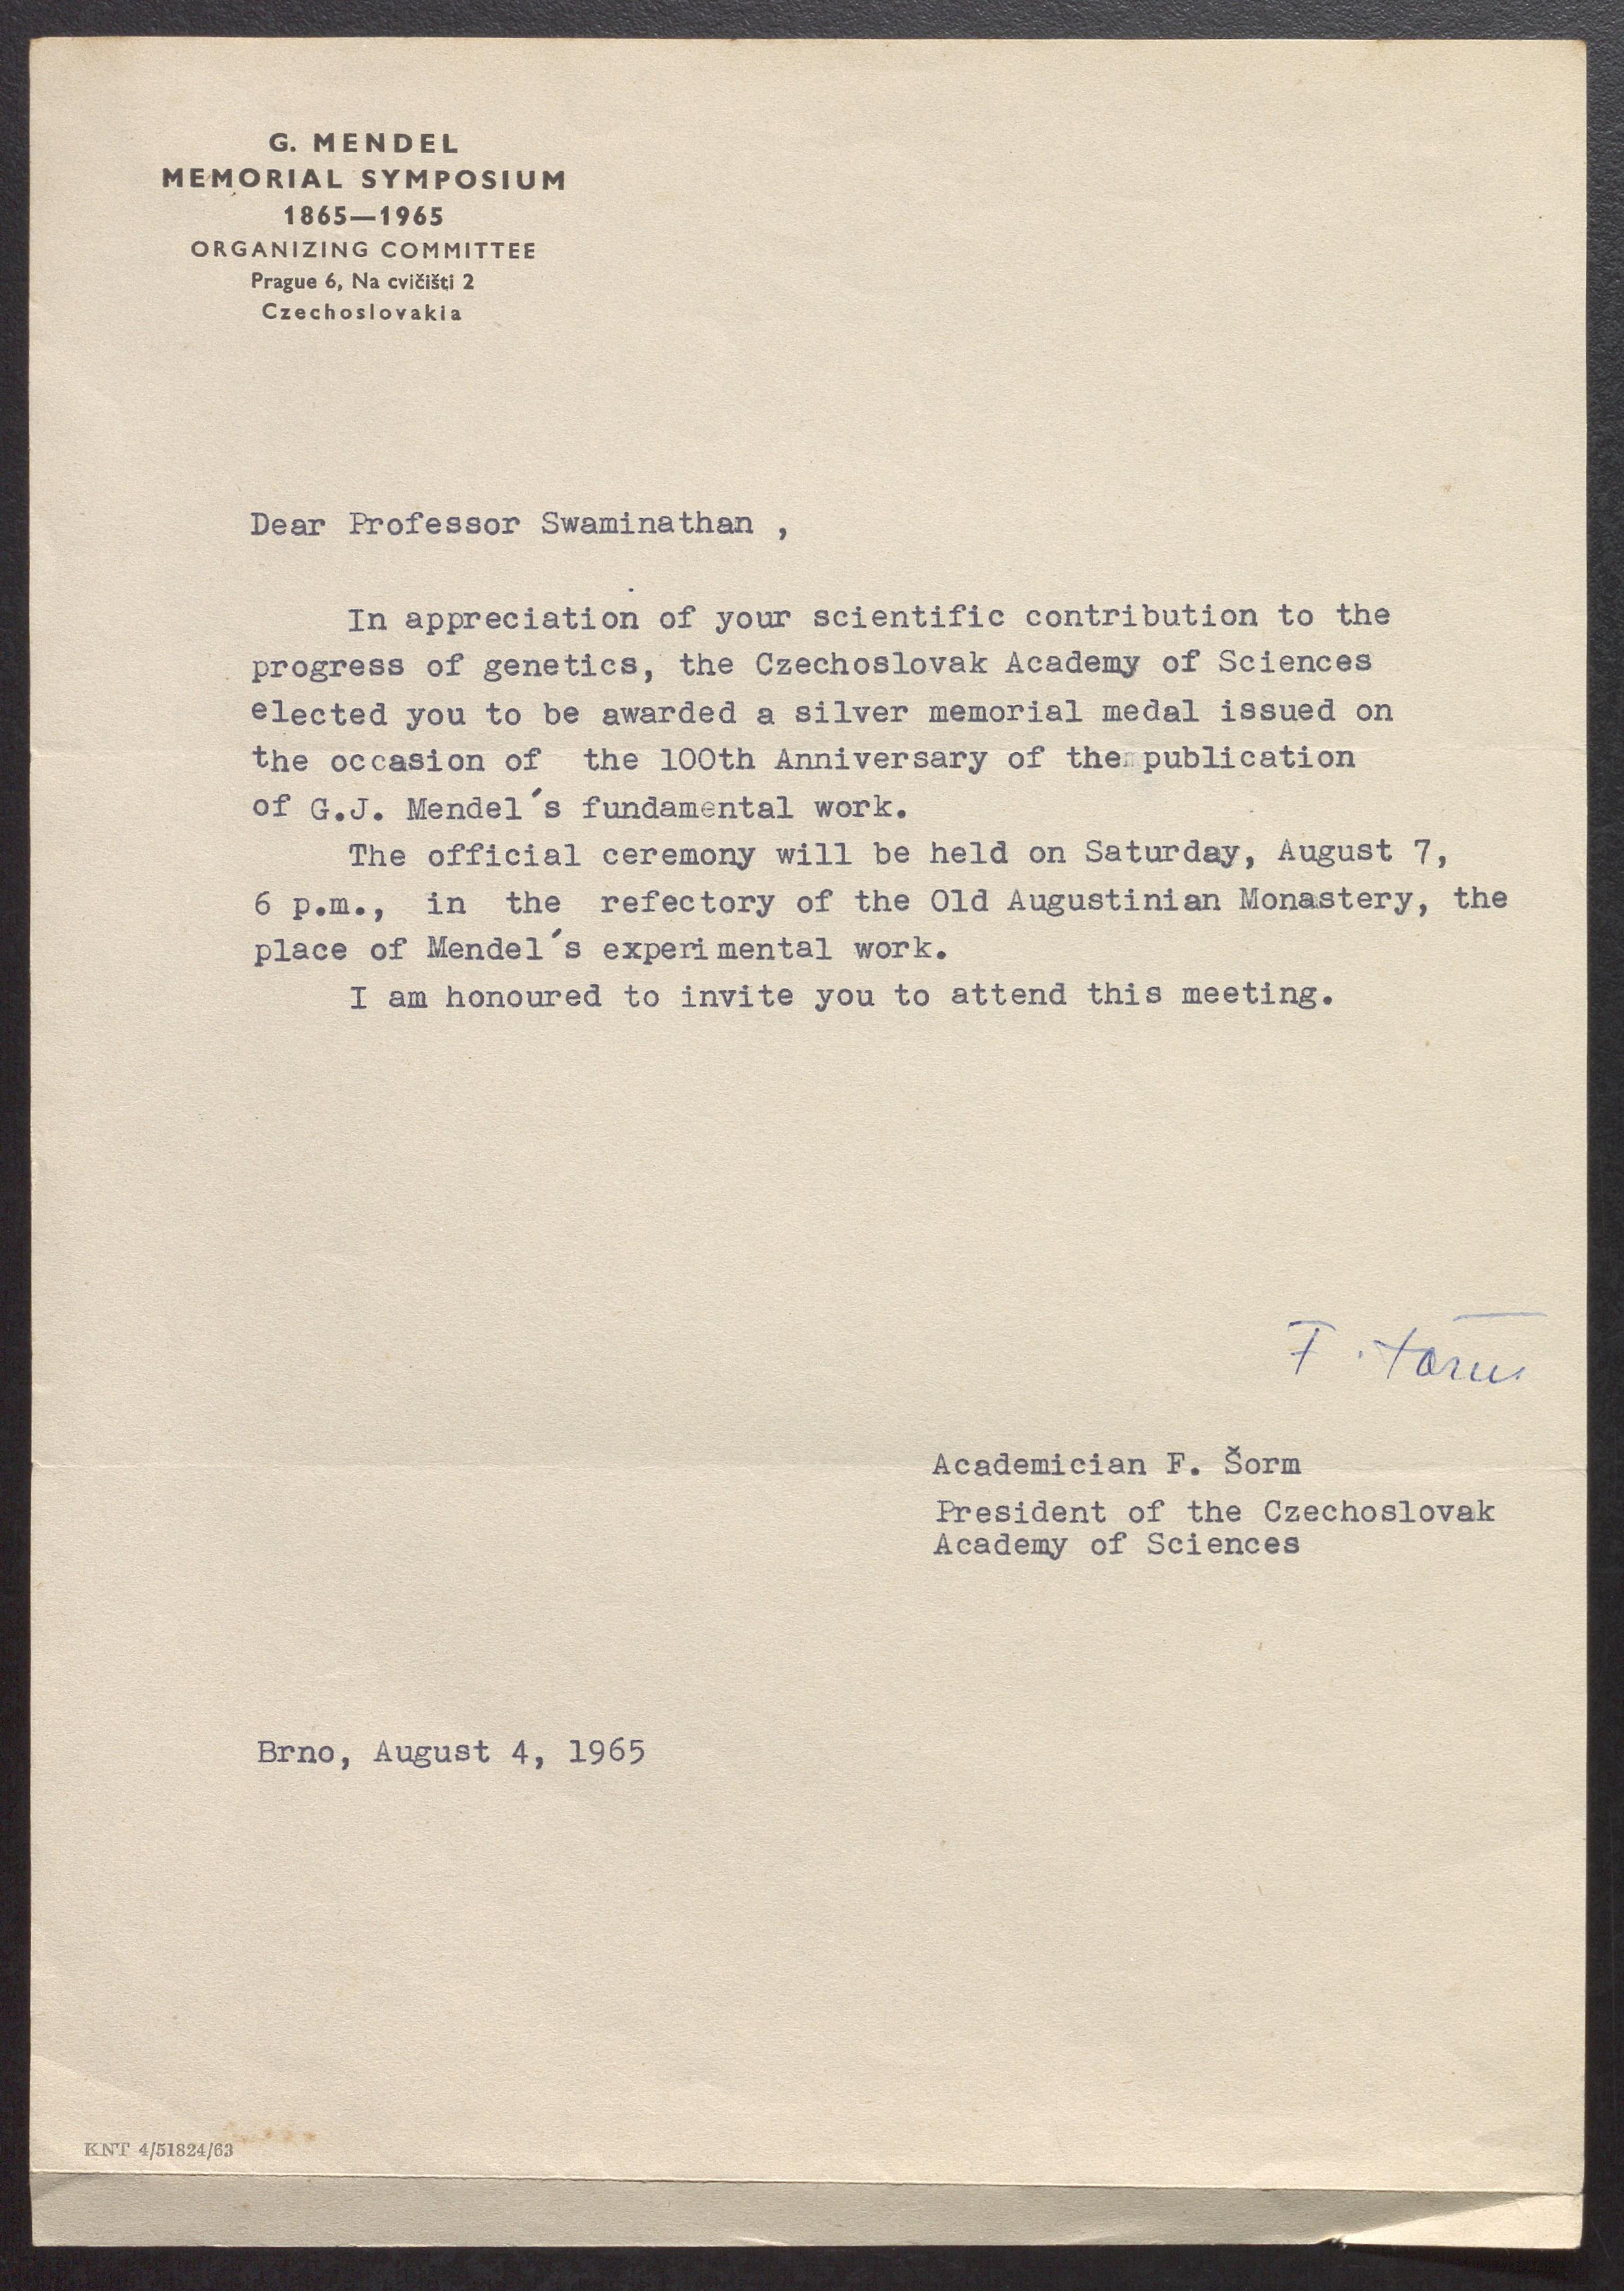 G. MENDEL
MEMORIAL SYMPOSIUM
1865—1965
ORGANIZING COMMITTEE
Prague 6, Na cvičišti 2
Czechoslovakia
Dear Professor Swaminathan ,
In appreciation of your scientific contribution to the
progress of genetics, the Czechoslovak Academy of Sciences
elected you to be awarded a silver memorial medal issued on
the occasion of the 100th Anniversary of the publication
of G.J. Mendel´s fundamental work.
The official ceremony will be held on Saturday, August 7,
6 p.m., in the refectory of the Old Augustinian Monastery, the
place of Mendel´s experimental work.
I am honoured to invite you to attend this meeting.
F. Šorm
Academician F. Šorm
President of the Czechoslovak
Academy of Sciences
Brno, August 4, 1965
KNT 4/51824/63